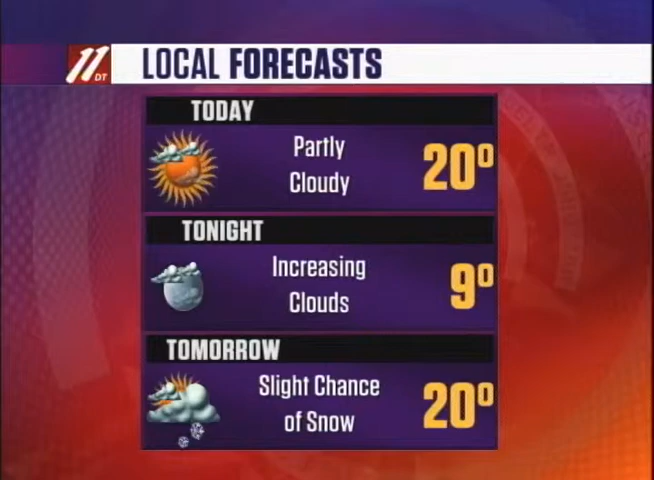 11 DT LOCAL FORECASTS
TODAY
Partly
Cloudy
20°
TONIGHT
Increasing
Clouds
9°
TOMORROW
Slight Chance
of Snow
20°